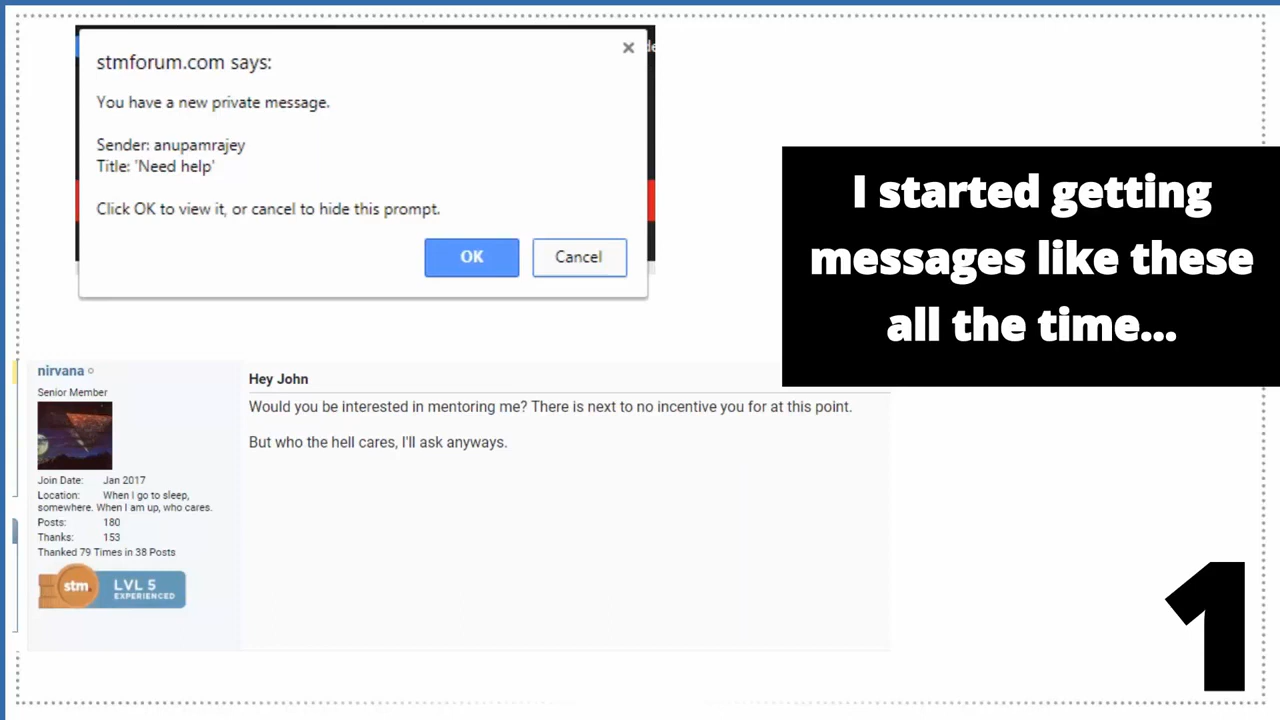 stmforum.com says:
You have a new private message.
Sender: anupamrajey
Title: 'Need help'
Click OK to view it, or cancel to hide this prompt.
OK
Cancel
I started getting
messages like these
all the time...
nirvana
Senior Member
Join Date: Jan 2017
Location: When I go to sleep,
somewhere. When I am up, who cares.
Posts: 180
Thanks: 153
Thanked 79 Times in 38 Posts
stm.
LVL 5
EXPERIENCED
Hey John
Would you be interested in mentoring me? There is next to no incentive you for at this point.
But who the hell cares, I'll ask anyways.
1